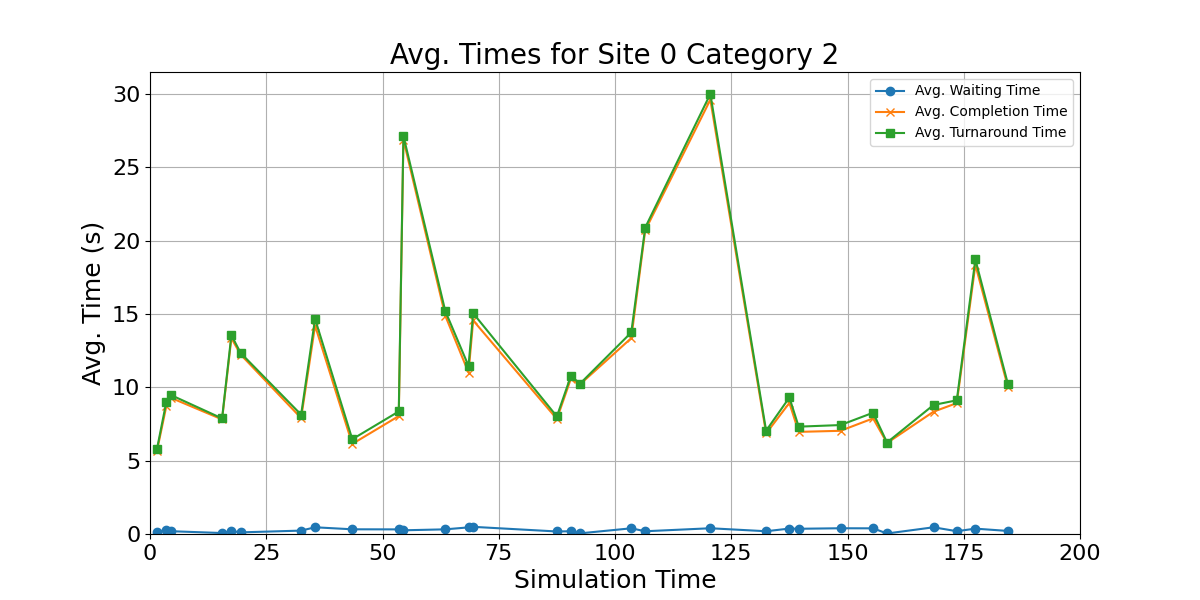 Avg. Times for Site 0 Category 2
Avg. Waiting Time
Avg. Completion Time
Avg. Turnaround Time
Avg. Time (s)
30
25
20
15
10
5
0
0 25 50 75 100 125 150 175 200
Simulation Time